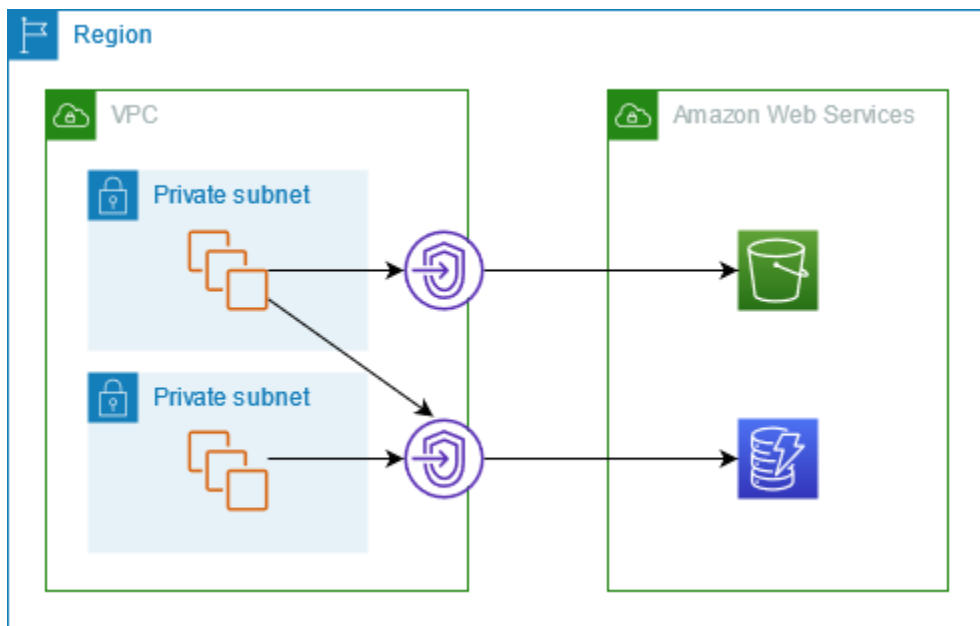 Region
VPC
Amazon Web Services
Private subnet
Private subnet